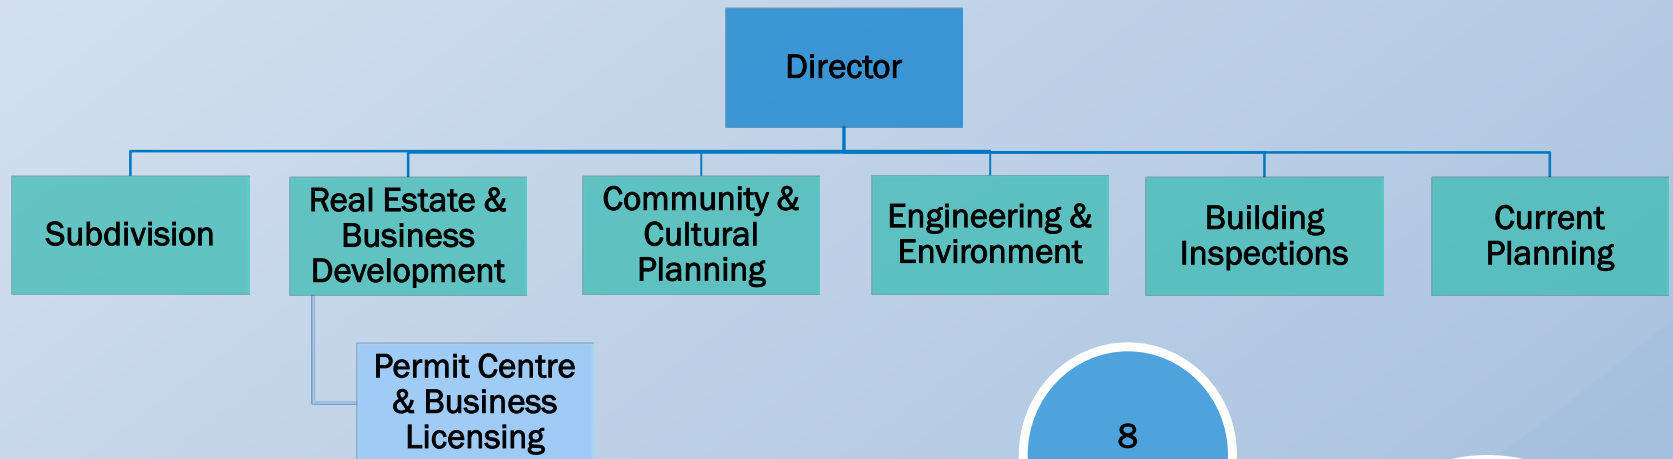 Director
Subdivision
Real Estate &
Business
Development
Community &
Cultural
Planning
Engineering &
Environment
Building
Inspections
Current
Planning
Permit Centre
& Business
Licensing
8